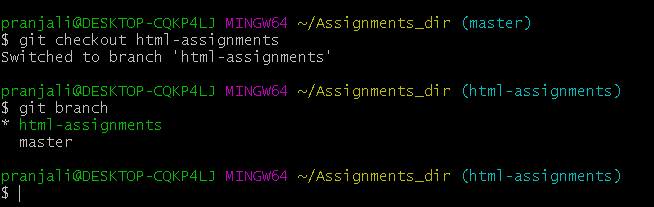 pranjali@DESKTOP-CQKP4LJ MINGW64 ~/Assignments_dir (master)
$ git checkout html-assignments
Switched to branch 'html-assignments'
pranjali@DESKTOP-CQKP4LJ MINGW64 ~/Assignments_dir (html-assignments)
$ git branch
* html-assignments
  master
pranjali@DESKTOP-CQKP4LJ MINGW64 ~/Assignments_dir (html-assignments)
$